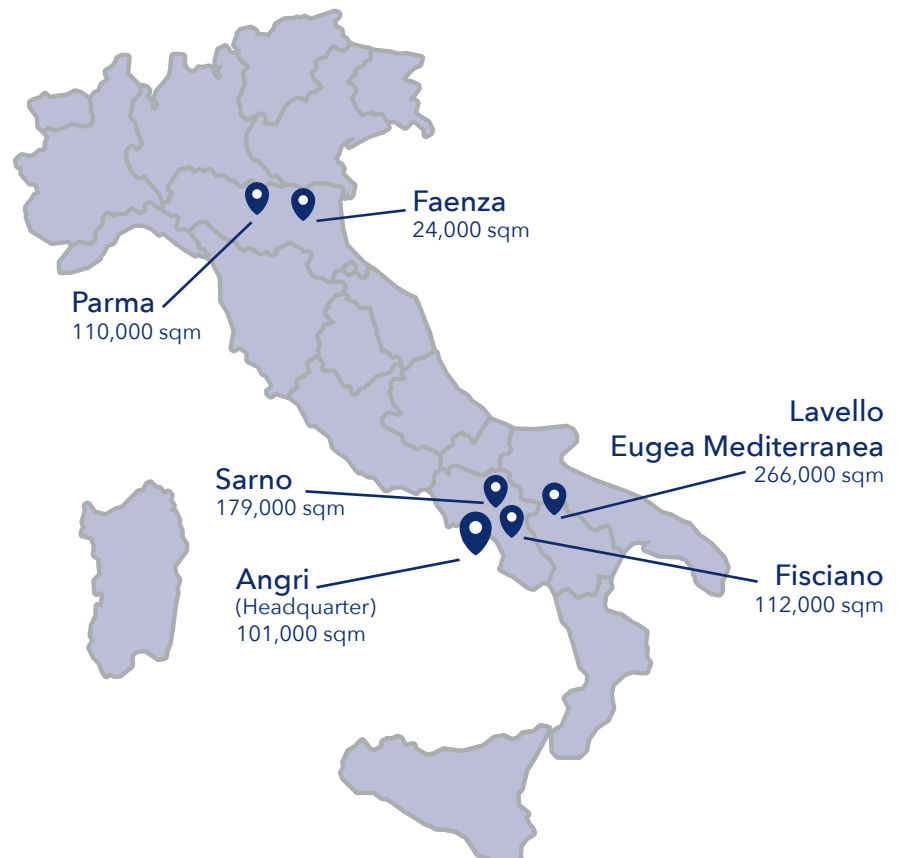 Faenza
24,000 sqm
Parma
110,000 sqm
Lavello
Eugea Mediterranea
266,000 sqm
Sarno
179,000 sqm
Angri
(Headquarter)
101,000 sqm
Fisciano
112,000 sqm